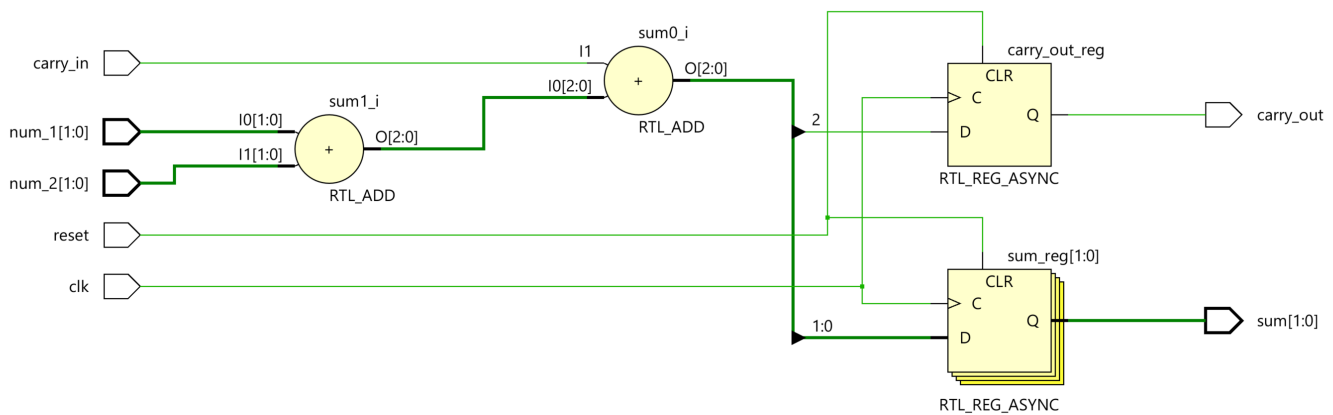 sum0_i
carry_in
I1
O[2:0]
I0[2:0]
+
RTL_ADD
sum1_i
num_1[1:0]
I0[1:0]
+
O[2:0]
num_2[1:0]
I1[1:0]
RTL_ADD
reset
clk
carry_out_reg
CLR
C
2
D
Q
carry_out
RTL_REG_ASYNC
sum_reg[1:0]
CLR
C
1:0
D
Q
sum[1:0]
RTL_REG_ASYNC